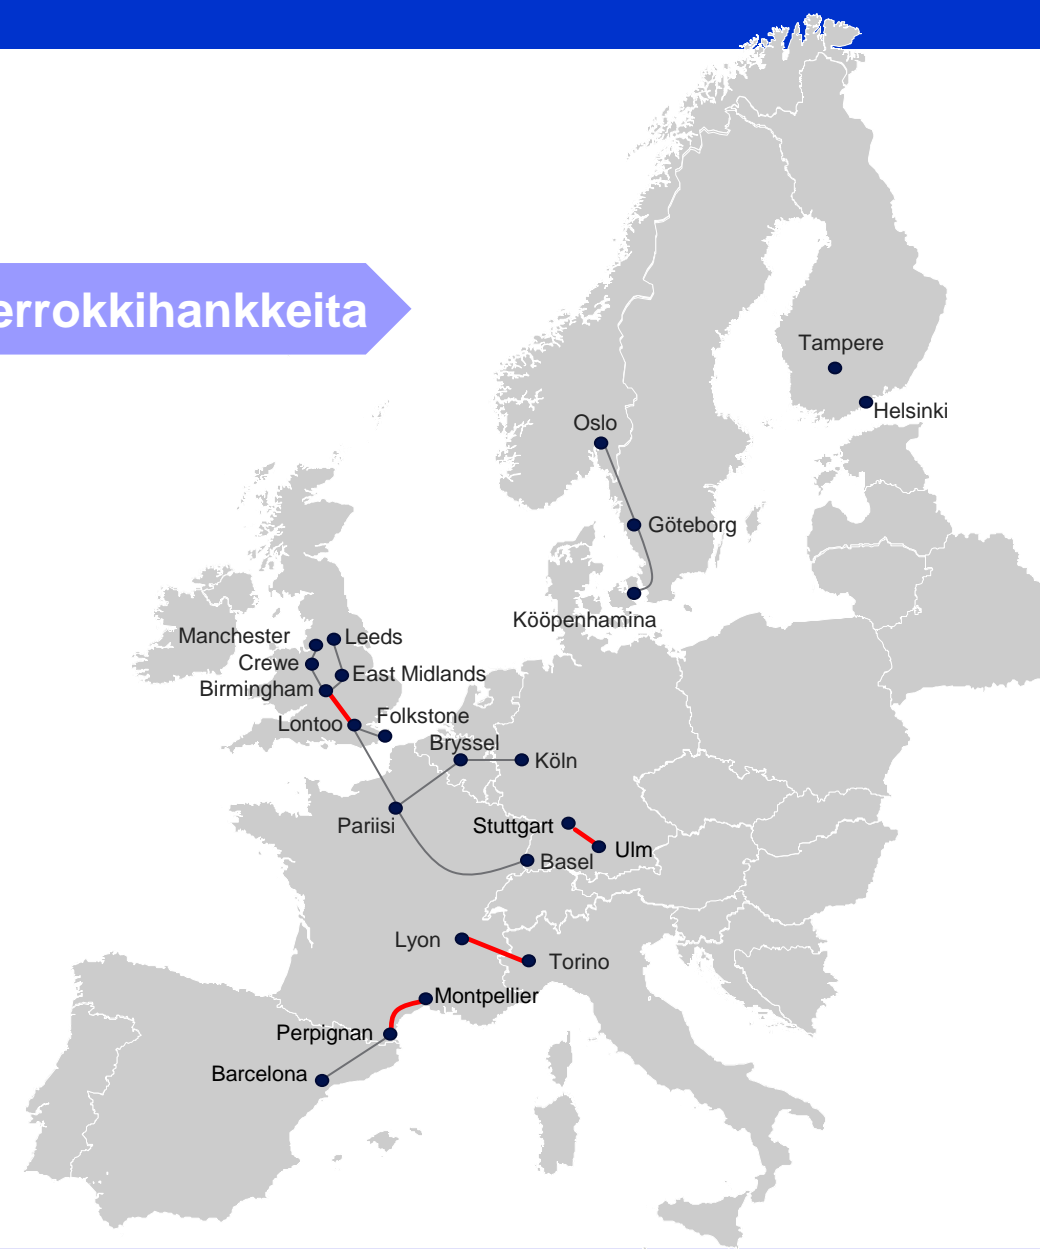 errokkihankkeita
Tampere
Helsinki
Oslo
Göteborg
Kööpenhamina
Manchester
Leeds
Crewe
East Midlands
Birmingham
Lontoo
Folkstone
Bryssel
Köln
Pariisi
Stuttgart
Ulm
Basel
Lyon
Torino
Montpellier
Perpignan
Barcelona